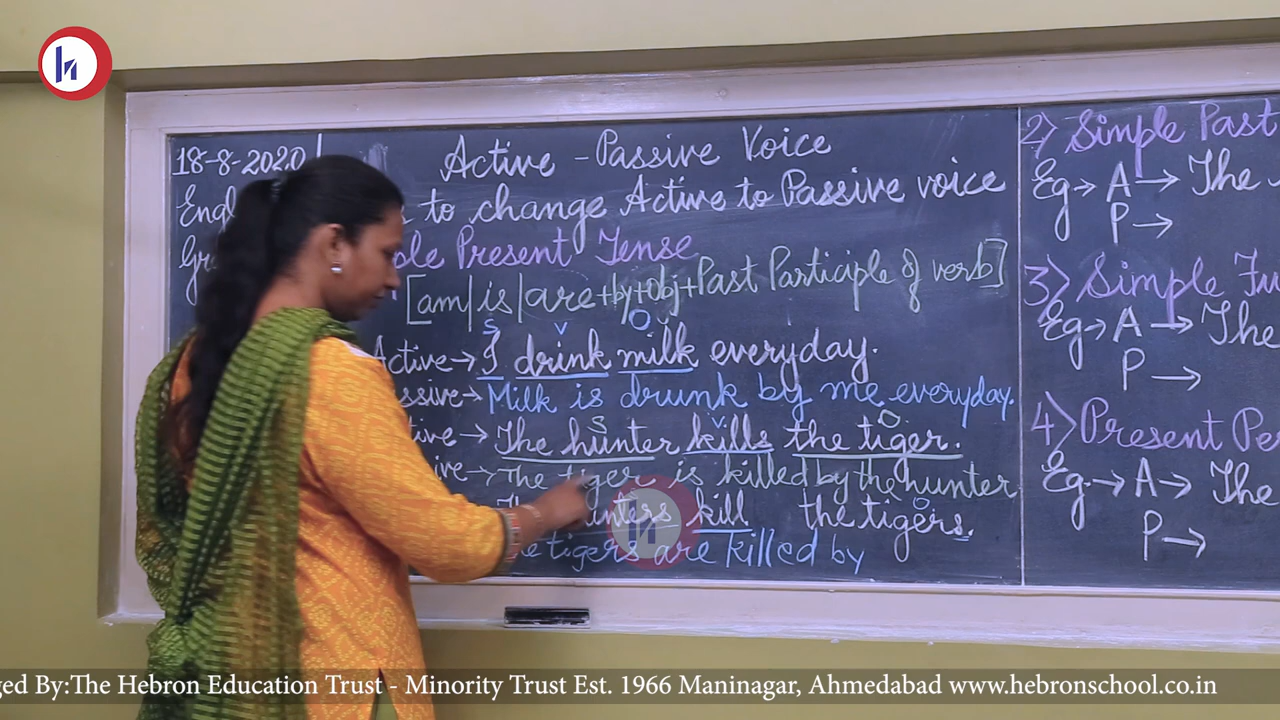 18-8-2020
Active - Passive Voice
to change Active to Passive voice
Present Tense
[am|is|are+by+Obj+Past Participle of verb]
S V O
Active→ I drink milk everyday.
Milk is drunk by me everyday.
S V. O
→ The hunter kills the tiger.
→ The tiger is killed by the hunter
O
kill the tigers.
tigers are killed by
2) Simple Past
Eg→ A → The
P →
3) Simple
Eg→ A → The
P →
4) Present
Eg.→ A → The
P →
By:The Hebron Education Trust - Minority Trust Est. 1966 Maninagar, Ahmedabad www.hebronschool.co.in